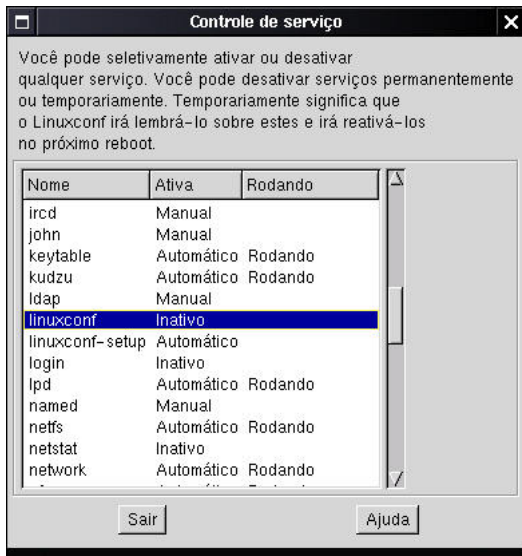 Controle de serviço
Você pode seletivamente ativar ou desativar
qualquer serviço. Você pode desativar serviços permanentemente
ou temporariamente. Temporariamente significa que
o Linuxconf irá lembrá-lo sobre estes e irá reativá-los
no próximo reboot.
Nome Ativa Rodando
ircd Manual
john Manual
keytable Automático Rodando
kudzu Automático Rodando
ldap Manual
linuxconf Inativo
linuxconf-setup Automático
login Inativo
lpd Automático Rodando
named Manual
netfs Automático Rodando
netstat Inativo
network Automático Rodando
Sair Ajuda